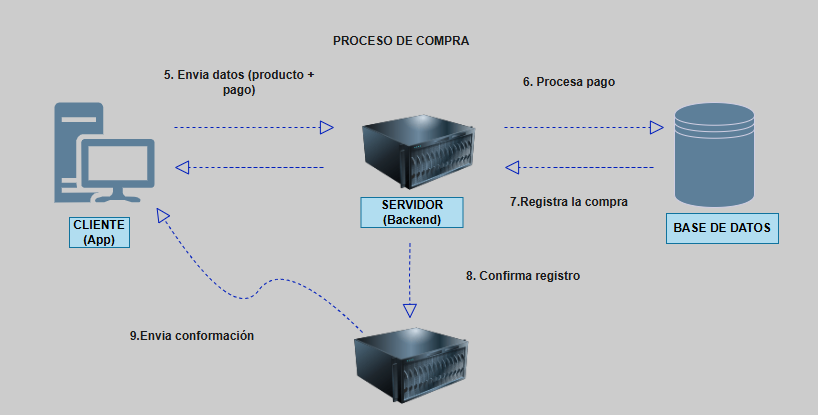 PROCESO DE COMPRA
5. Envia datos (producto +
pago)
6. Procesa pago
7.Registra la compra
CLIENTE
(App)
SERVIDOR
(Backend)
BASE DE DATOS
8. Confirma registro
9.Envia conformación